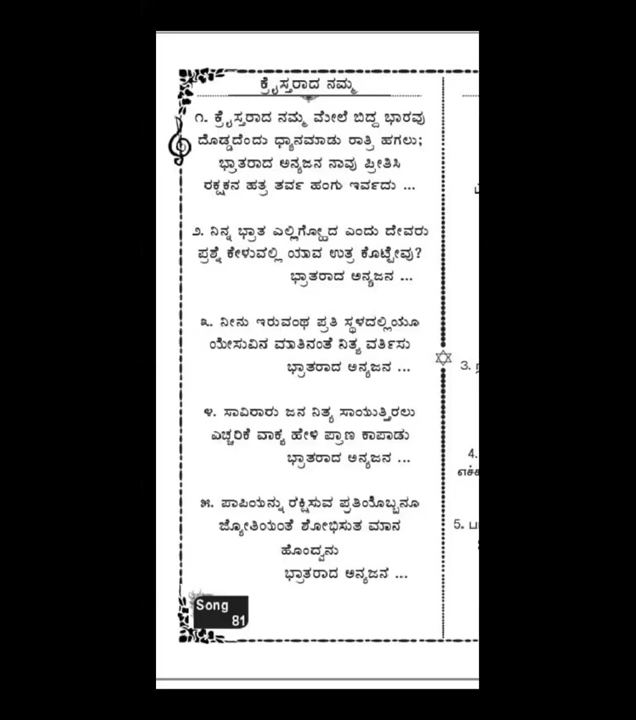 ಕ್ರೈಸ್ತರಾದ ನಮ್ಮ
೧. ಕ್ರೈಸ್ತರಾದ ನಮ್ಮ ಮೇಲೆ ಬಿದ್ದ ಭಾರವು
ದೊಡ್ಡದೆಂದು ಧ್ಯಾನಮಾಡು ರಾತ್ರಿ ಹಗಲು;
ಭ್ರಾತರಾದ ಅನ್ಯಜನ ನಾವು ಪ್ರೀತಿಸಿ
ರಕ್ಷಕನ ಹತ್ರ ತರ್ವ ಹಂಗು ಇರ್ವದು ...
೨. ನಿನ್ನ ಭ್ರಾತ ಎಲ್ಲಿಗ್ಹೋದ ಎಂದು ದೇವರು
ಪ್ರಶ್ನೆ ಕೇಳುವಲ್ಲಿ ಯಾವ ಉತ್ರ ಕೊಟ್ಟೇವು?
ಭ್ರಾತರಾದ ಅನ್ಯಜನ ...
೩. ನೀನು ಇರುವಂಥ ಪ್ರತಿ ಸ್ಥಳದಲ್ಲಿಯೂ
ಯೇಸುವಿನ ಮಾತಿನಂತೆ ನಿತ್ಯ ವರ್ತಿಸು
ಭ್ರಾತರಾದ ಅನ್ಯಜನ ...
೪. ಸಾವಿರಾರು ಜನ ನಿತ್ಯ ಸಾಯುತ್ತಿರಲು
ಎಚ್ಚರಿಕೆ ವಾಕ್ಯ ಹೇಳಿ ಪ್ರಾಣ ಕಾಪಾಡು
ಭ್ರಾತರಾದ ಅನ್ಯಜನ ...
೫. ಪಾಪಿಯನ್ನು ರಕ್ಷಿಸುವ ಪ್ರತಿಯೊಬ್ಬನೂ
ಜ್ಯೋತಿಯಂತೆ ಶೋಭಿಸುತ ಮಾನ
ಹೊಂದ್ವನು
ಭ್ರಾತರಾದ ಅನ್ಯಜನ ...
Song
81
3.
4.
எச்ச
5. பா